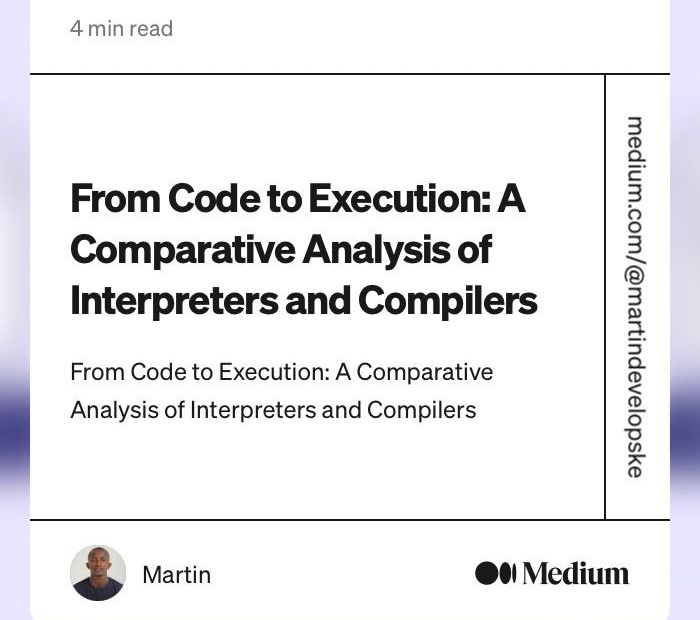 4 min read
From Code to Execution: A
Comparative Analysis of
Interpreters and Compilers
From Code to Execution: A Comparative
Analysis of Interpreters and Compilers
medium.com/@martindevelopske
Martin
Medium